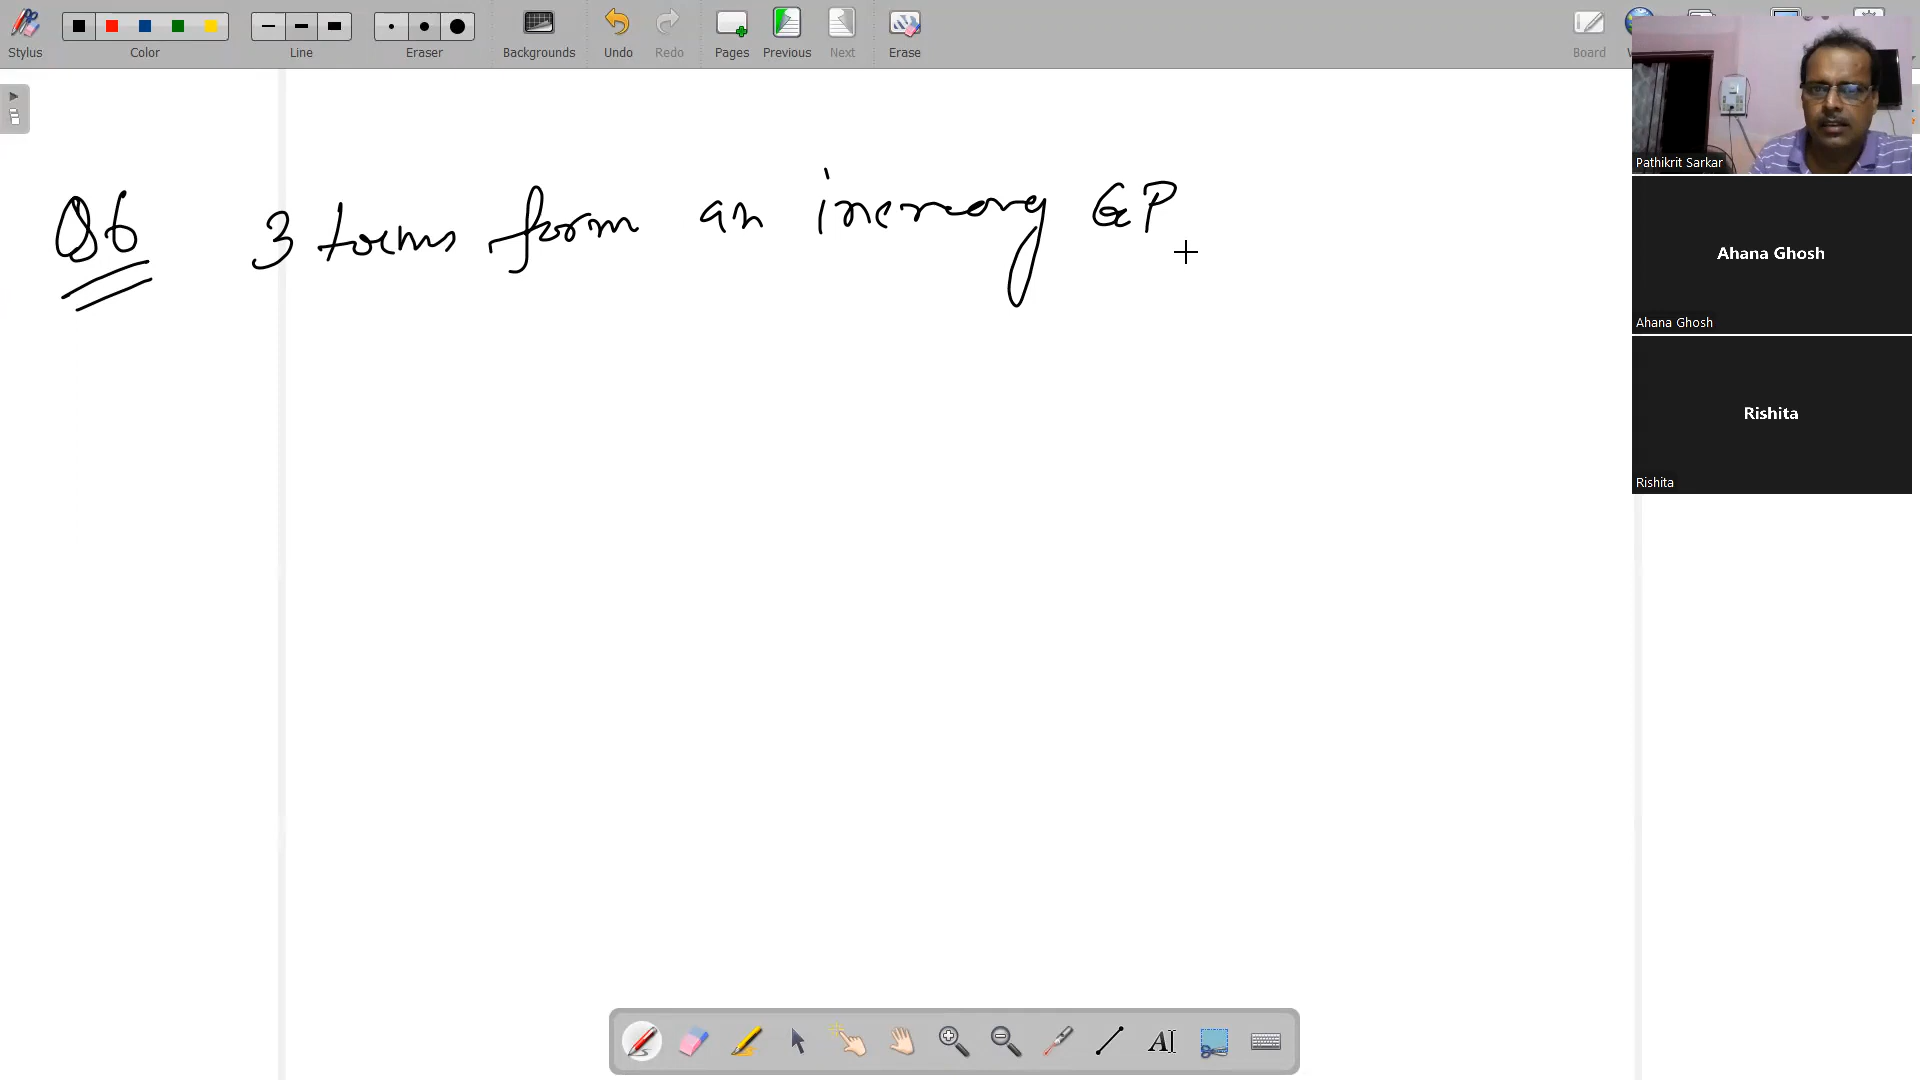 Stylus Color Line Eraser Backgrounds Undo Redo Pages Previous Next Erase Board
Pathikrit Sarkar
Q6 3 terms form an increasing GP
Ahana Ghosh
Ahana Ghosh
Rishita
Rishita